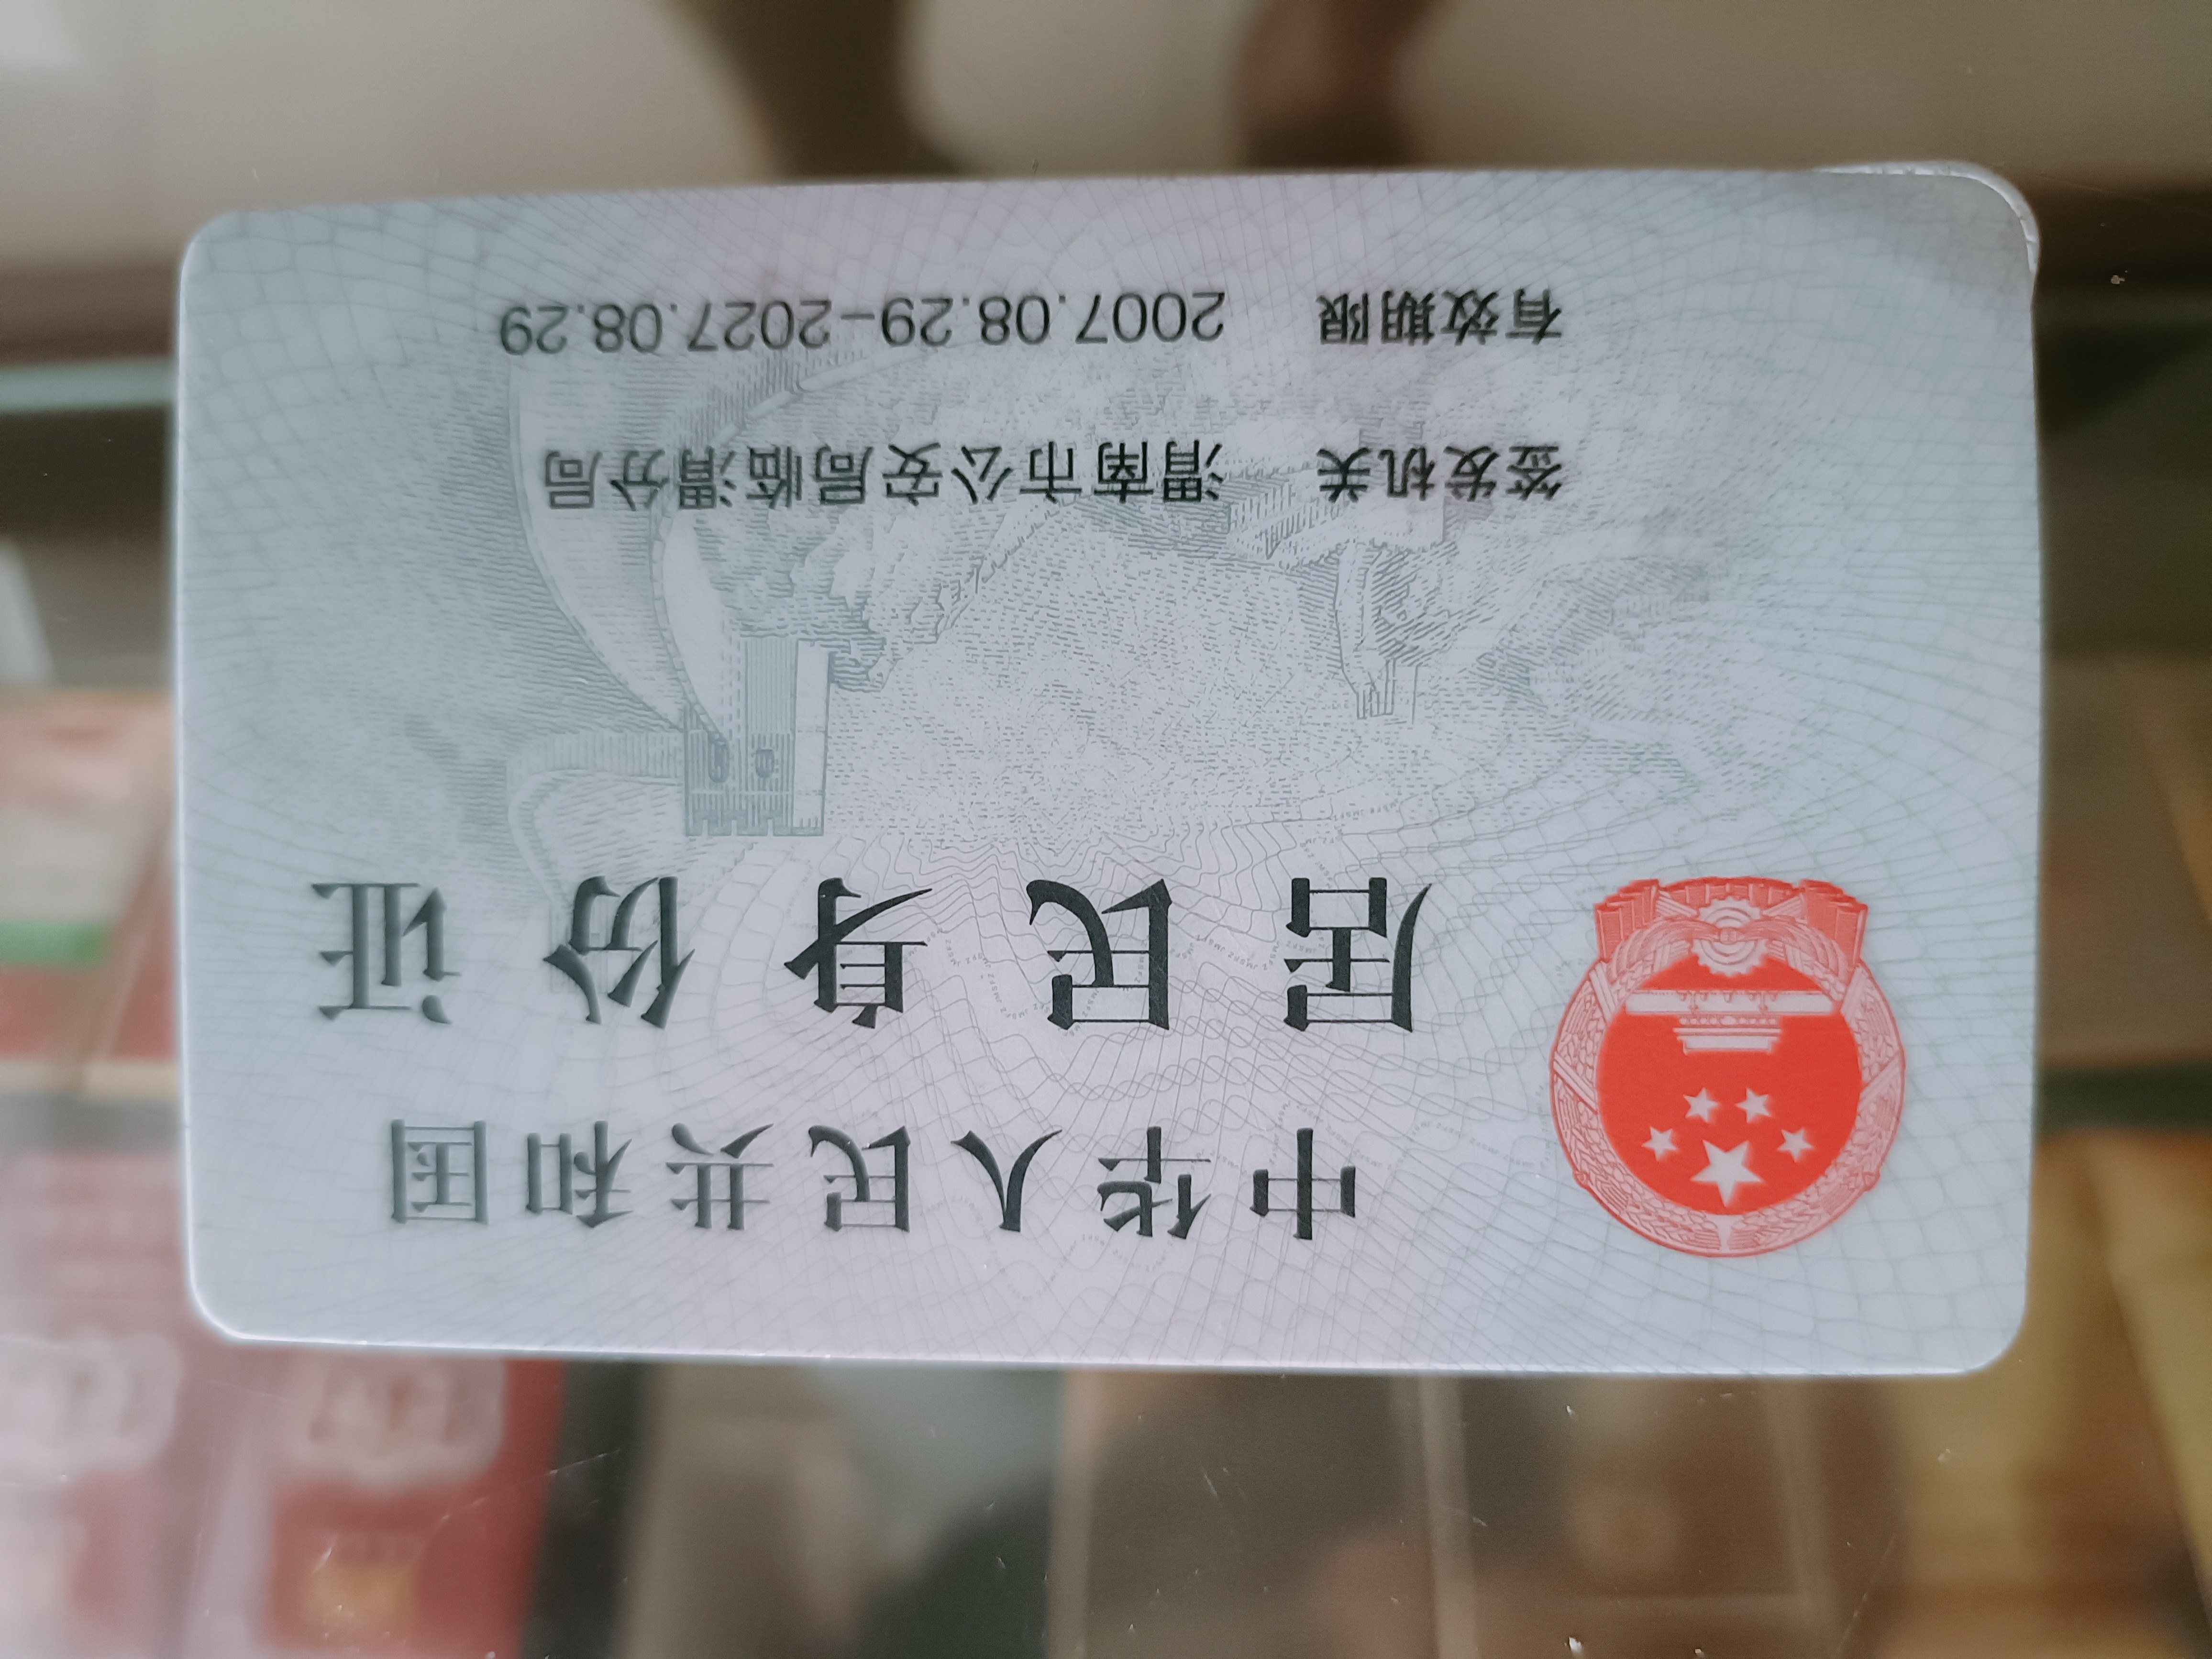 中华人民共和国
居民身份证
签发机关 渭南市公安局临渭分局
有效期限 2007.08.29-2027.08.29